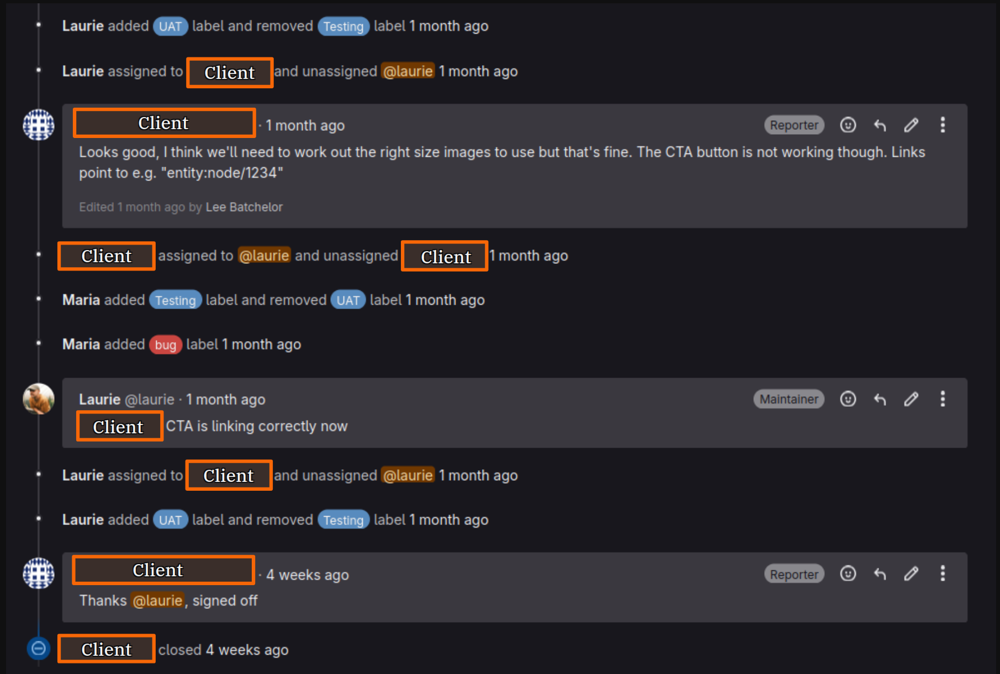 Laurie added UAT label and removed Testing label 1 month ago
Laurie assigned to Client and unassigned @laurie 1 month ago
Client · 1 month ago Reporter
Looks good, I think we'll need to work out the right size images to use but that's fine. The CTA button is not working though. Links
point to e.g. "entity:node/1234"
Edited 1 month ago by Lee Batchelor
Client assigned to @laurie and unassigned Client 1 month ago
Maria added Testing label and removed UAT label 1 month ago
Maria added bug label 1 month ago
Laurie @laurie · 1 month ago Maintainer
Client CTA is linking correctly now
Laurie assigned to Client and unassigned @laurie 1 month ago
Laurie added UAT label and removed Testing label 1 month ago
Client · 4 weeks ago Reporter
Thanks @laurie, signed off
Client closed 4 weeks ago